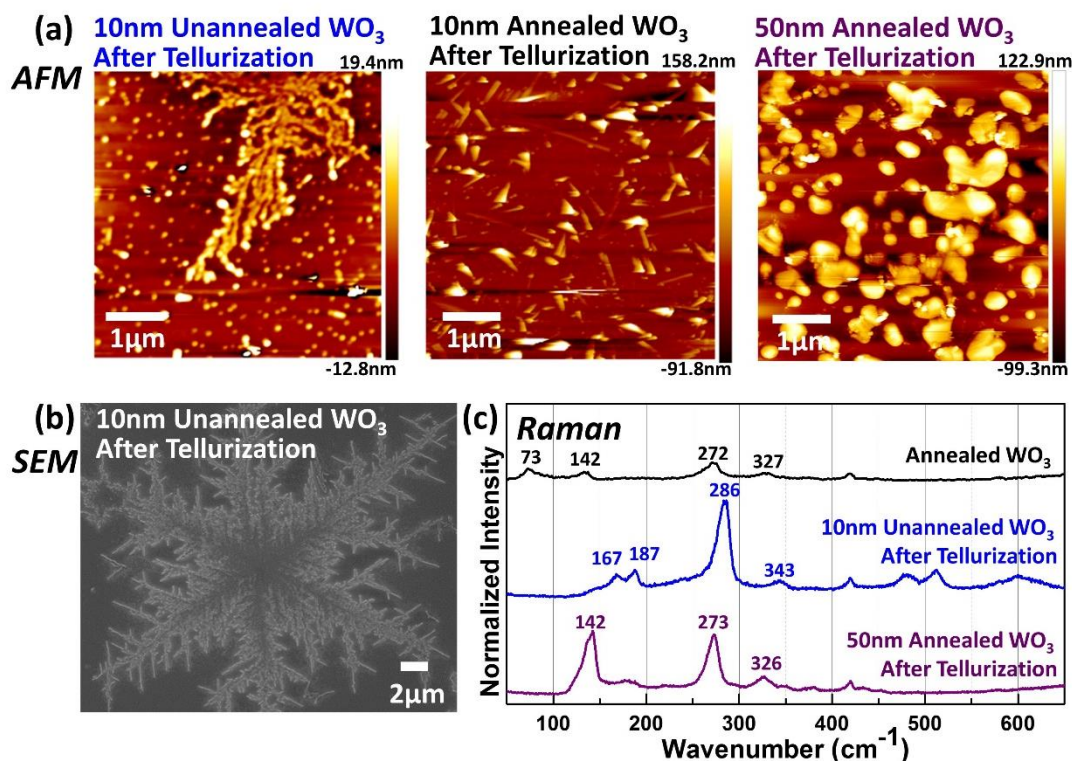 (a)
AFM
10nm Unannealed WO3
After Tellurization
19.4nm
1μm
-12.8nm
10nm Annealed WO3
After Tellurization
158.2nm
1μm
-91.8nm
50nm Annealed WO3
After Tellurization
122.9nm
1μm
-99.3nm
(b)
SEM
10nm Unannealed WO3
After Tellurization
2μm
(c)
Raman
Normalized Intensity
73 142 272 327
Annealed WO3
167 187 286 343
10nm Unannealed WO3
After Tellurization
142 273 326
50nm Annealed WO3
After Tellurization
100 200 300 400 500 600
Wavenumber (cm-1)